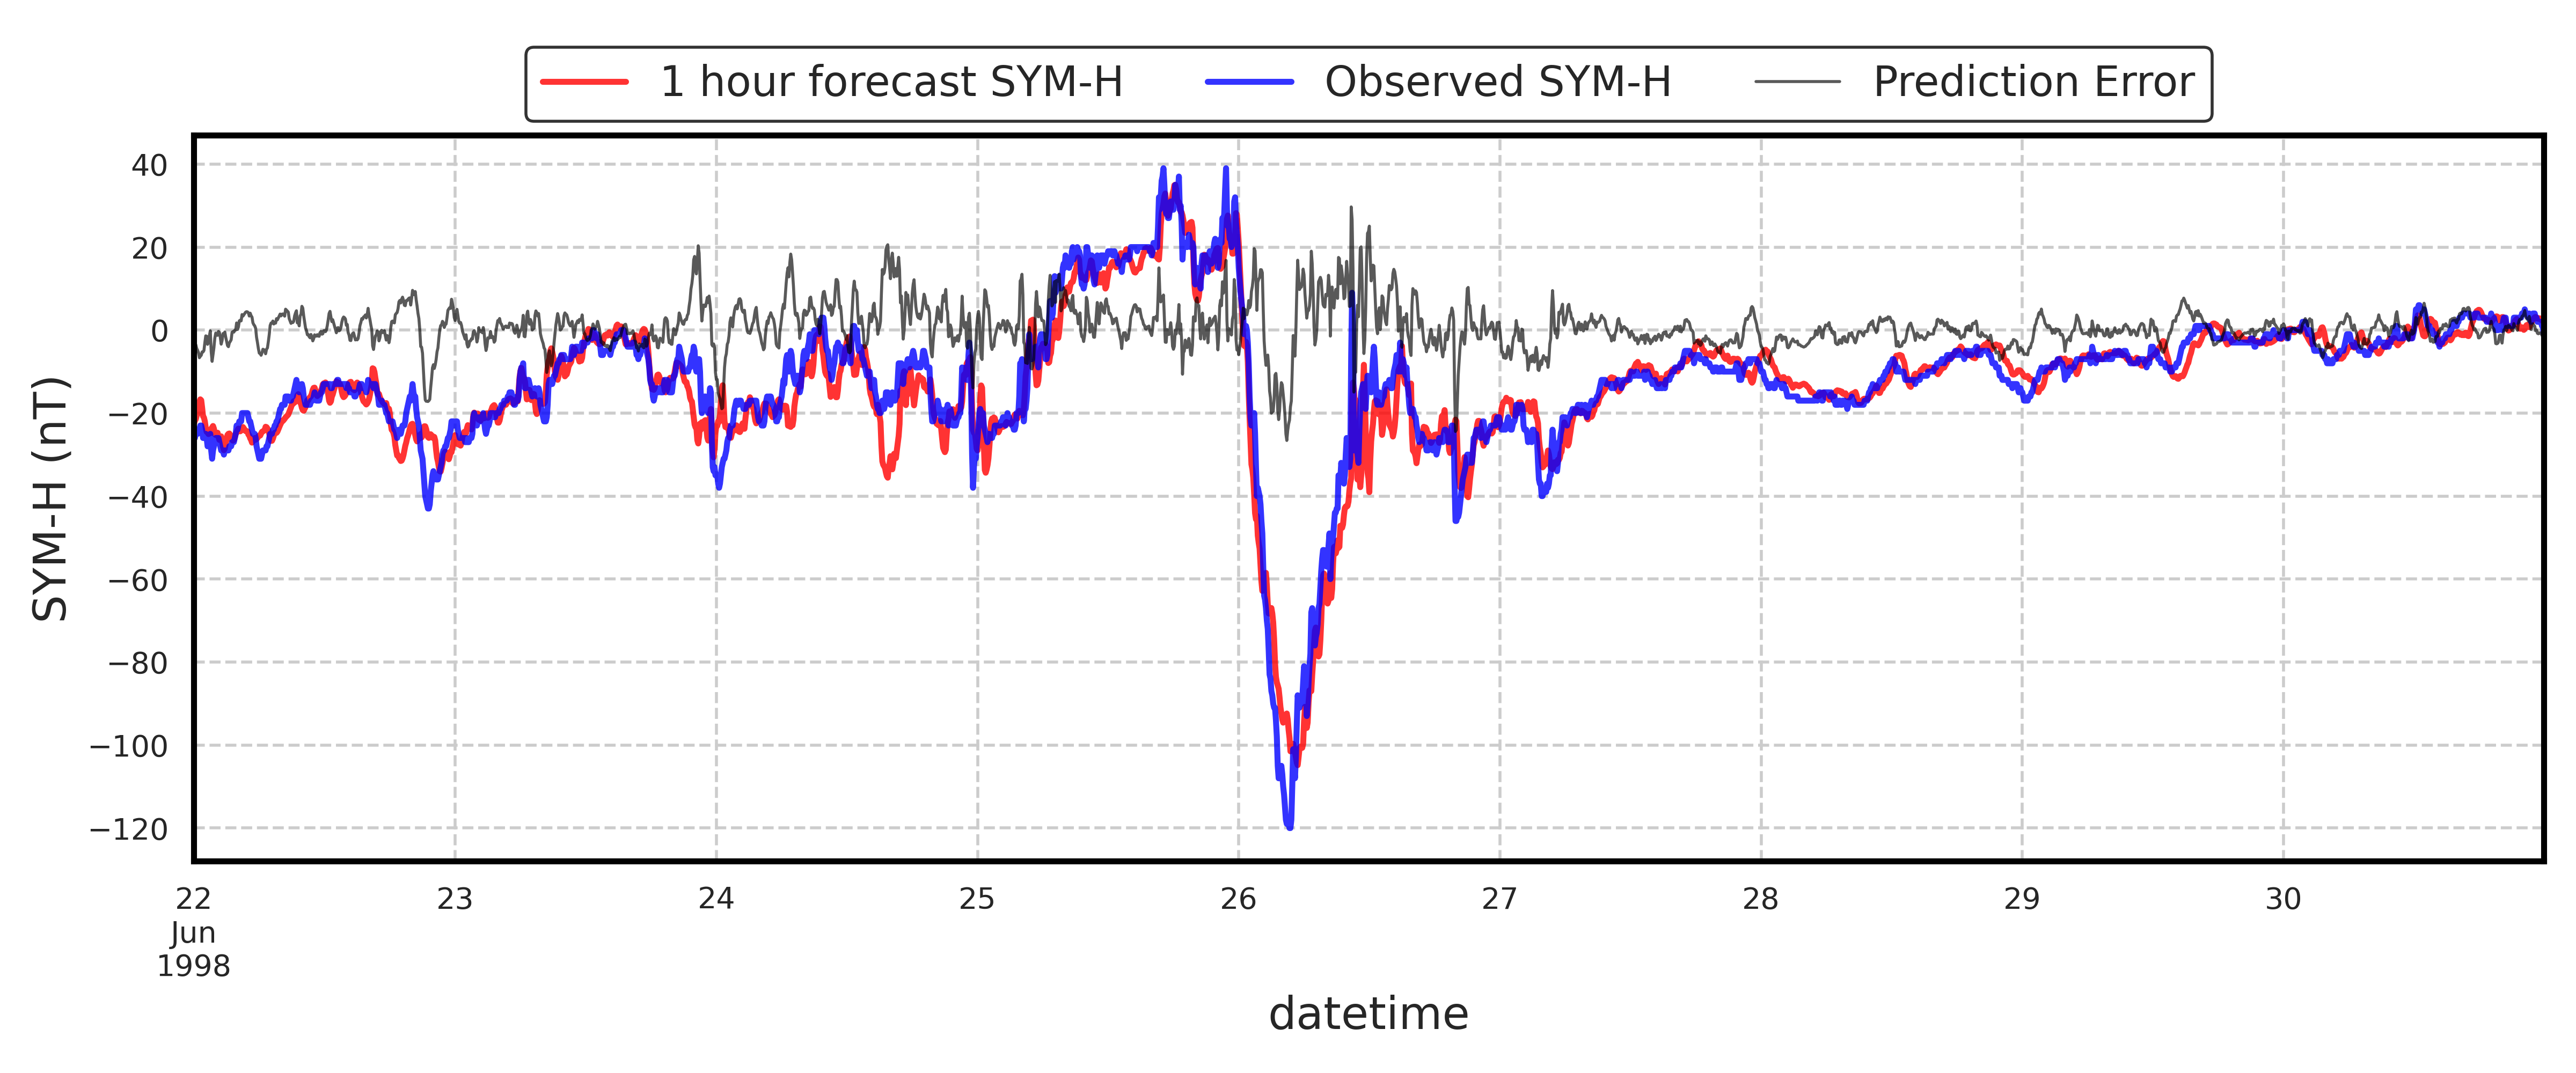 1 hour forecast SYM-H Observed SYM-H Prediction Error
SYM-H (nT)
40
20
0
−20
−40
−60
−80
−100
−120
22 23 24 25 26 27 28 29 30
Jun
1998
datetime